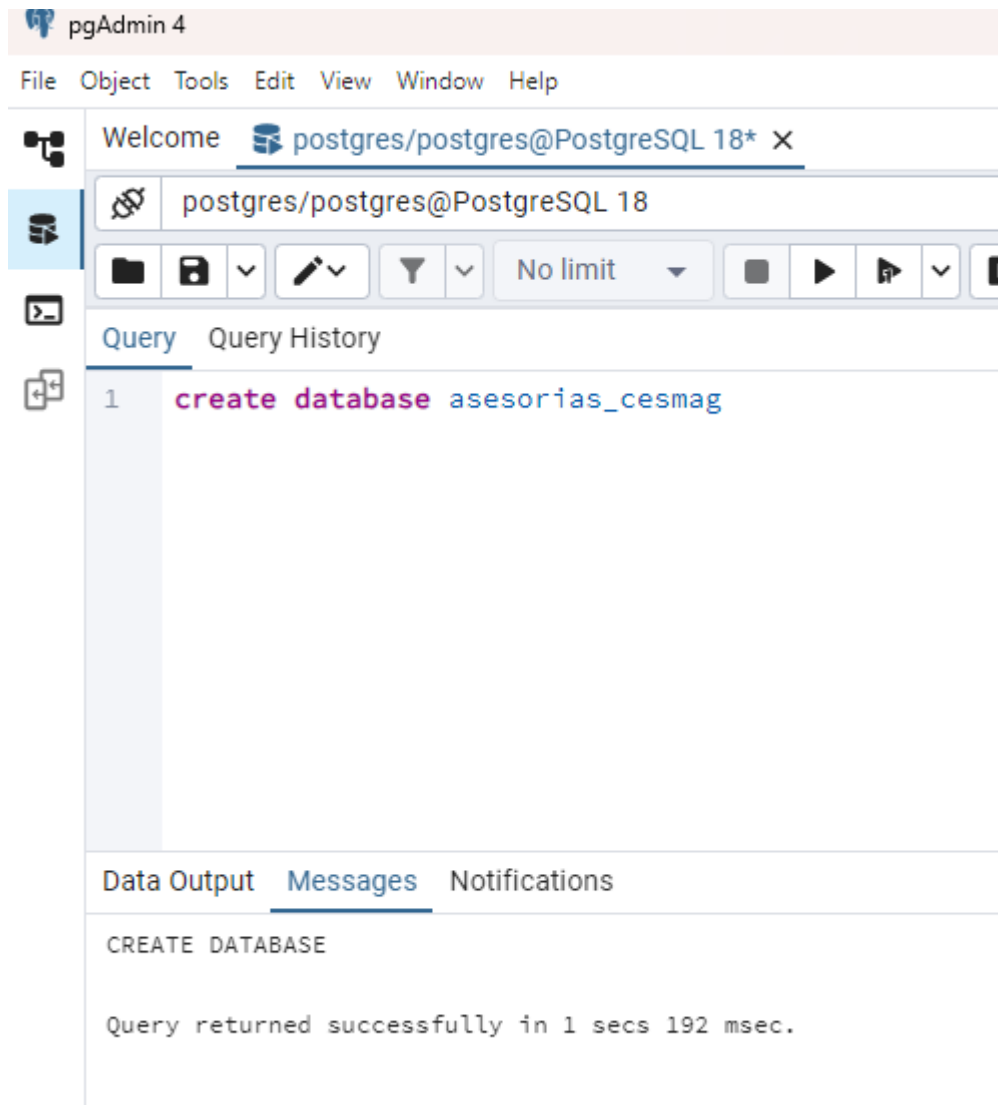 pgAdmin 4
File Object Tools Edit View Window Help
Welcome postgres/postgres@PostgreSQL 18*
postgres/postgres@PostgreSQL 18
No limit
Query Query History
1 create database asesorias_cesmag
Data Output Messages Notifications
CREATE DATABASE
Query returned successfully in 1 secs 192 msec.